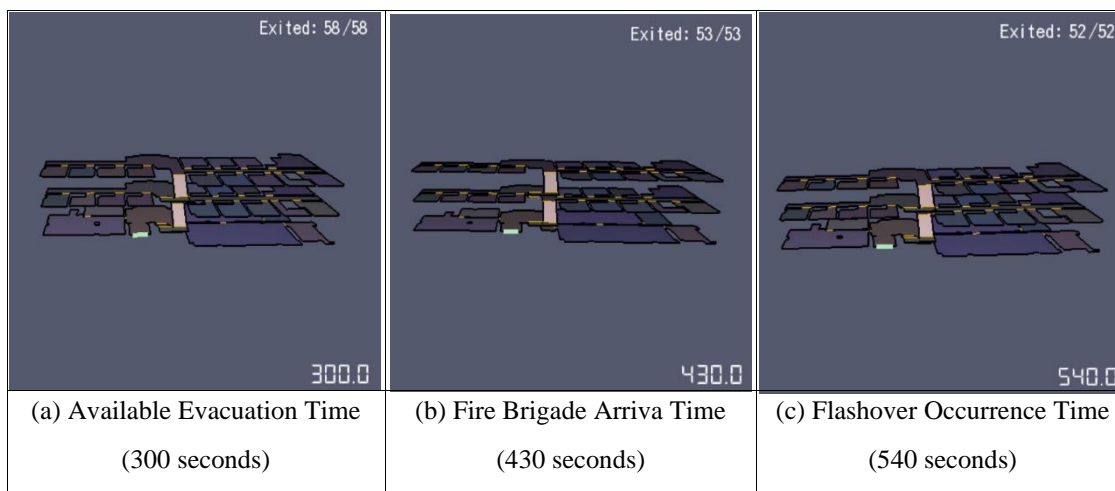 Exited: 58/58
300.0
Exited: 53/53
430.0
Exited: 52/52
540.0
(a) Available Evacuation Time
(300 seconds)
(b) Fire Brigade Arriva Time
(430 seconds)
(c) Flashover Occurrence Time
(540 seconds)